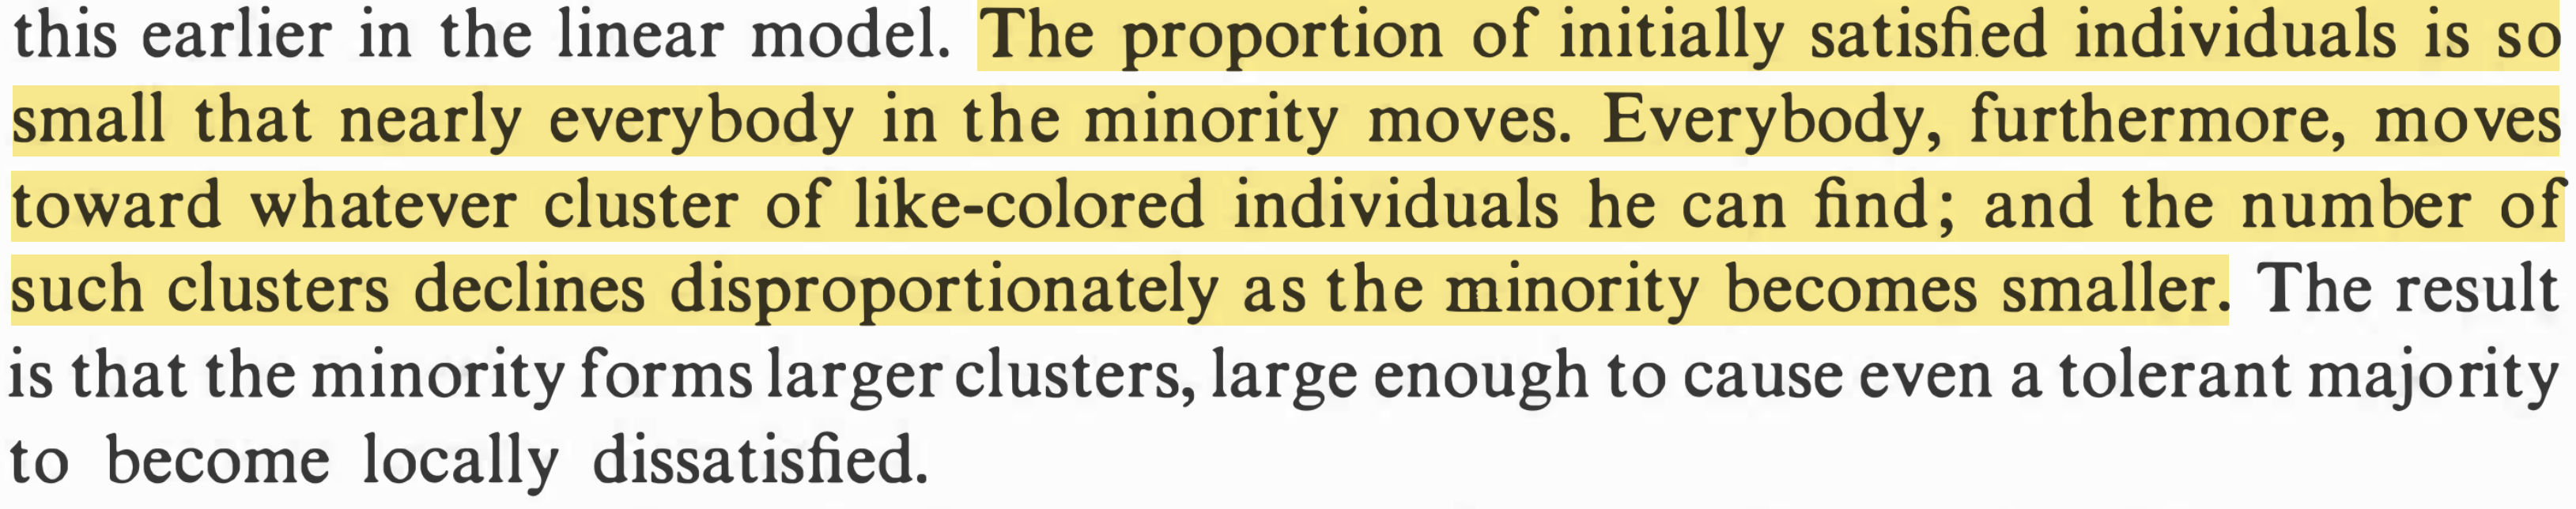 this earlier in the linear model. The proportion of initially satisfied individuals is so
small that nearly everybody in the minority moves. Everybody, furthermore, moves
toward whatever cluster of like-colored individuals he can find; and the number of
such clusters declines disproportionately as the minority becomes smaller. The result
is that the minority forms larger clusters, large enough to cause even a tolerant majority
to become locally dissatisfied.